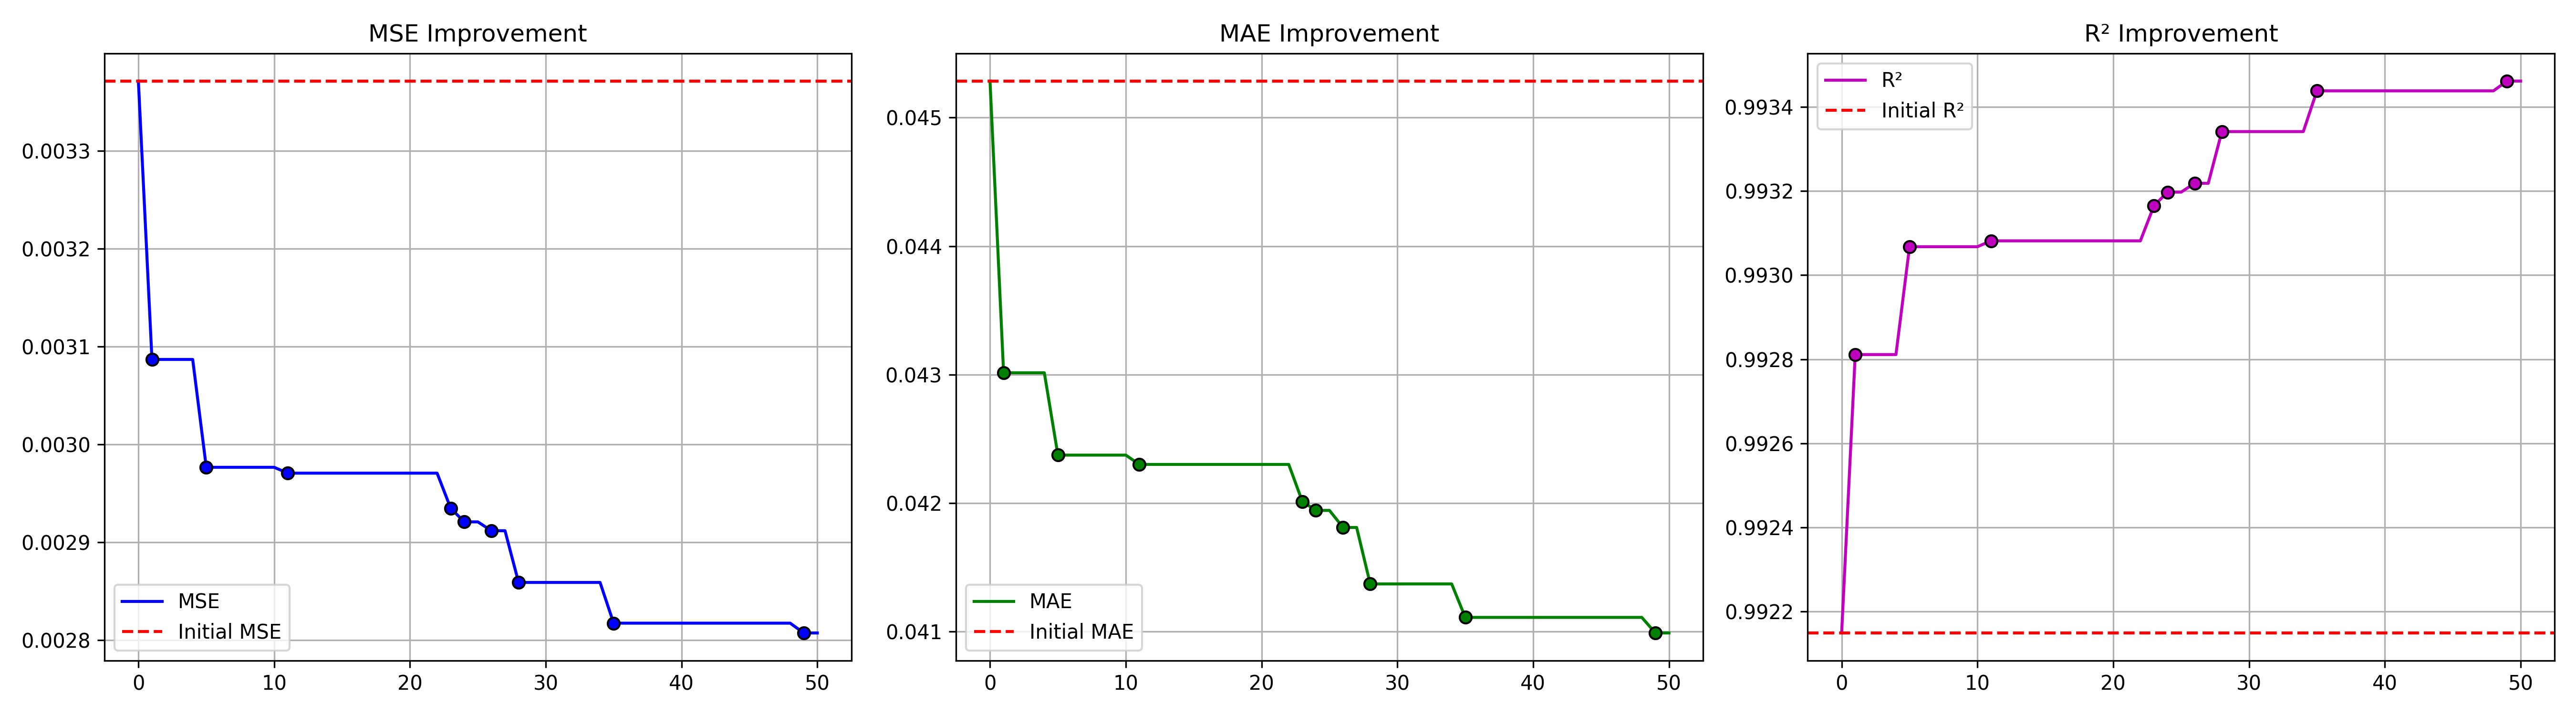 MSE Improvement
0.0033
0.0032
0.0031
0.0030
0.0029
0.0028
MSE
Initial MSE
0 10 20 30 40 50
MAE Improvement
0.045
0.044
0.043
0.042
0.041
MAE
Initial MAE
0 10 20 30 40 50
R² Improvement
R²
Initial R²
0.9934
0.9932
0.9930
0.9928
0.9926
0.9924
0.9922
0 10 20 30 40 50